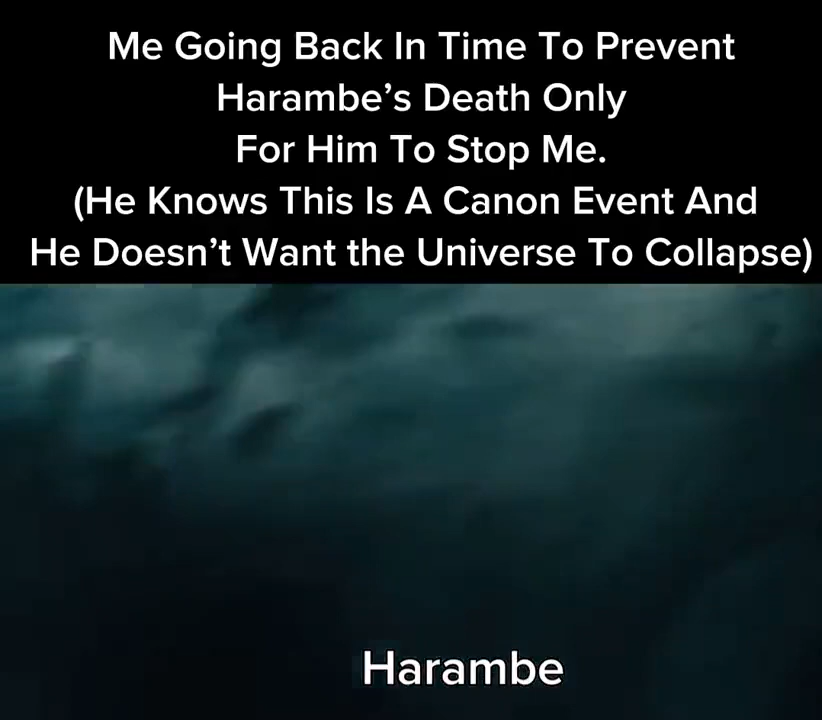 Me Going Back In Time To Prevent
Harambe’s Death Only
For Him To Stop Me.
(He Knows This Is A Canon Event And
He Doesn’t Want the Universe To Collapse)
Harambe